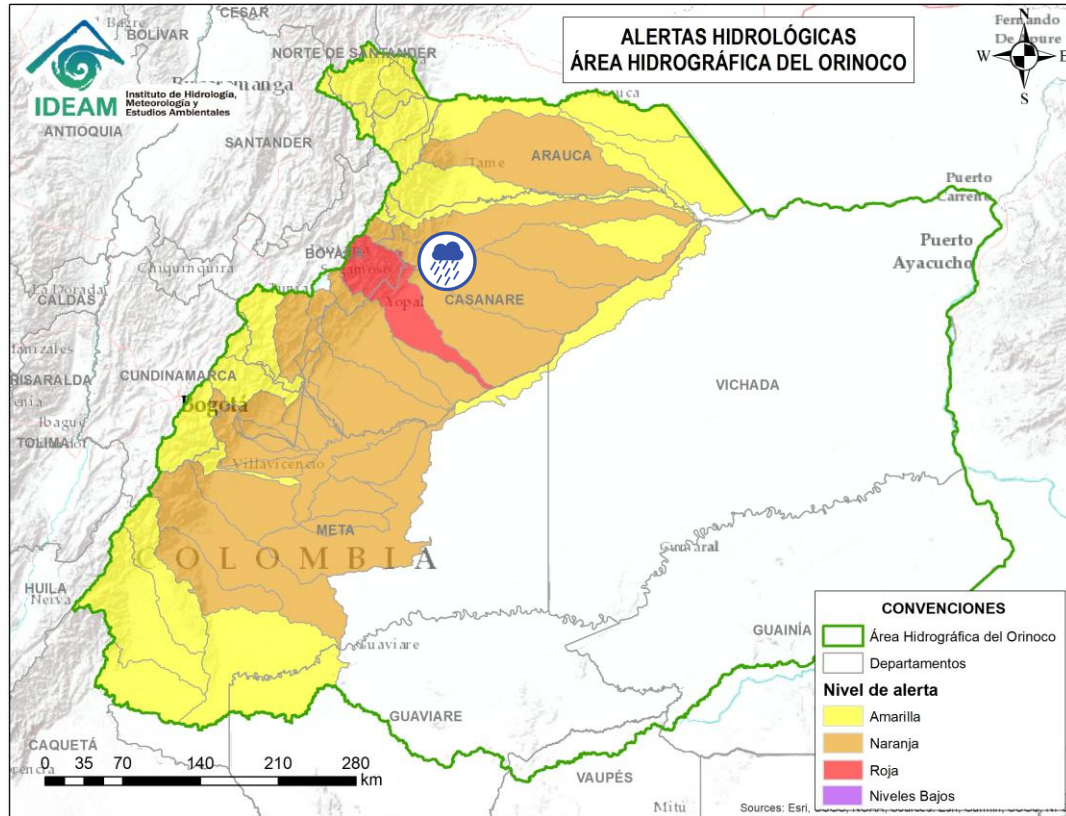 ALERTAS HIDROLÓGICAS
ÁREA HIDROGRÁFICA DEL ORINOCO
N
W
E
S
IDEAM
Instituto de Hidrología,
Meteorología y
Estudios Ambientales
CESAR
BOLÍVAR
NORTE DE SANTANDER
ANTIOQUIA
SANTANDER
Tame
ARAUCA
Puerto
Carreño
Puerto
Ayacucho
BOYACÁ
Chiquinquira
La Dorada
CALDAS
Yopal
CASANARE
VICHADA
CUNDINAMARCA
Bogotá
Ibagué
TOLIMA
Villavicencio
META
COLOMBIA
HUILA
Neiva
Guaviare
GUAINÍA
GUAVIARE
CAQUETÁ
VAUPÉS
Mitú
0 35 70 140 210 280
km
CONVENCIONES
Área Hidrográfica del Orinoco
Departamentos
Nivel de alerta
Amarilla
Naranja
Roja
Niveles Bajos
Sources: Esri,